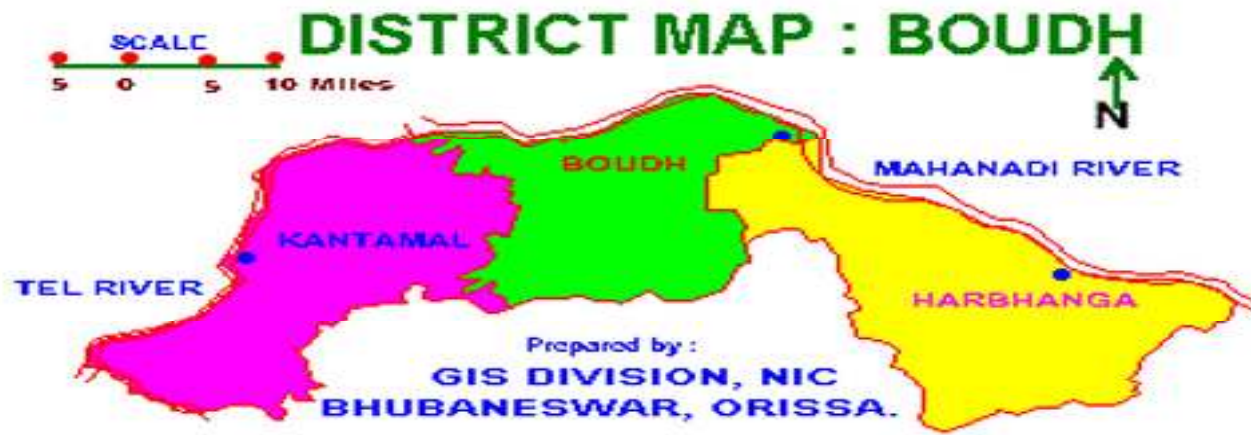 DISTRICT MAP : BOUDH
SCALE
5 0 5 10 Miles
N
BOUDH
MAHANADI RIVER
KANTAMAL
TEL RIVER
HARBHANGA
Prepared by :
GIS DIVISION, NIC
BHUBANESWAR, ORISSA.